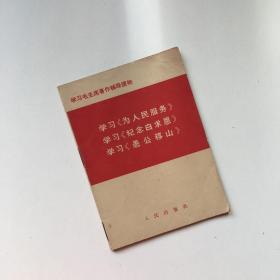 学习毛主席著作辅导读物
学习《为人民服务》
学习《纪念白求恩》
学习《愚公移山》
人民出版社